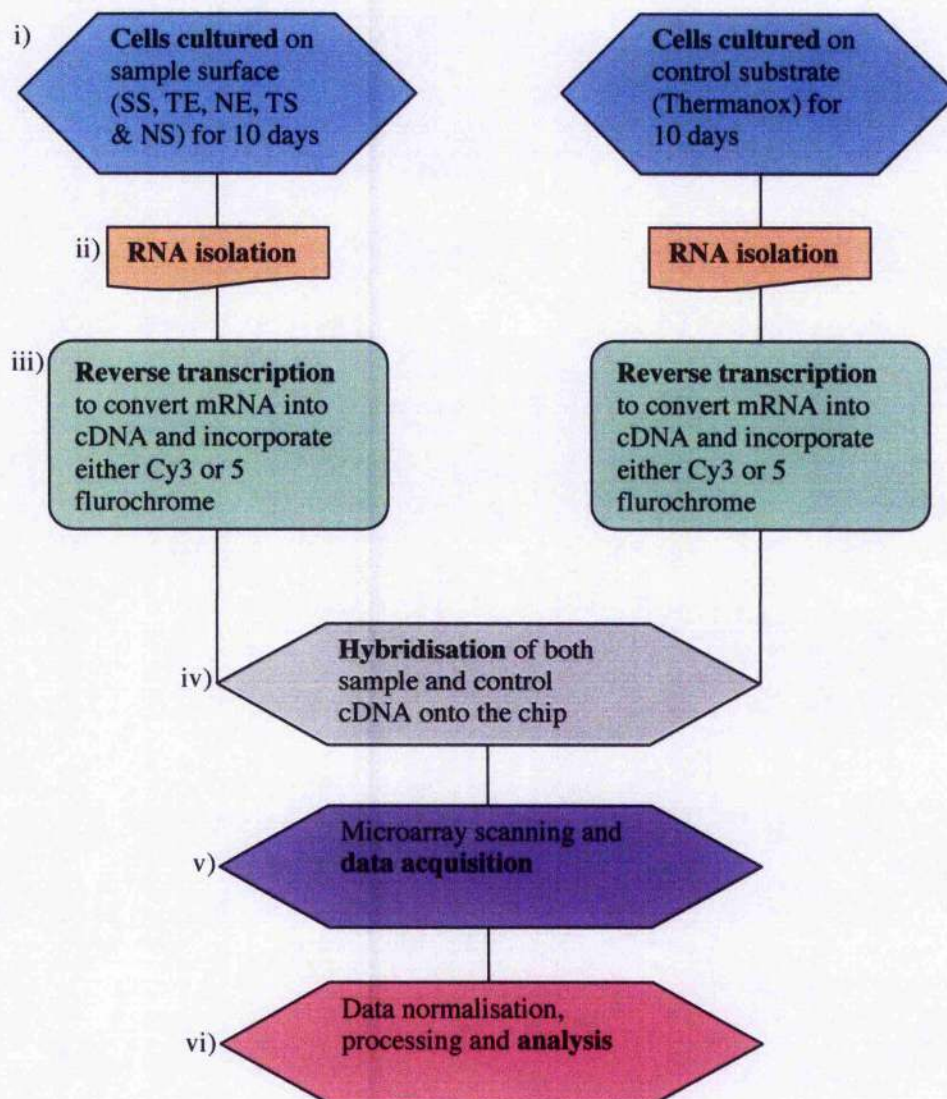 i)
Cells cultured on
sample surface
(SS, TE, NE, TS
& NS) for 10 days
Cells cultured on
control substrate
(Thermanox) for
10 days
ii)
RNA isolation
RNA isolation
iii)
Reverse transcription
to convert mRNA into
cDNA and incorporate
either Cy3 or 5
flurochrome
Reverse transcription
to convert mRNA into
cDNA and incorporate
either Cy3 or 5
flurochrome
iv)
Hybridisation of both
sample and control
cDNA onto the chip
v)
Microarray scanning and
data acquisition
vi)
Data normalisation,
processing and analysis